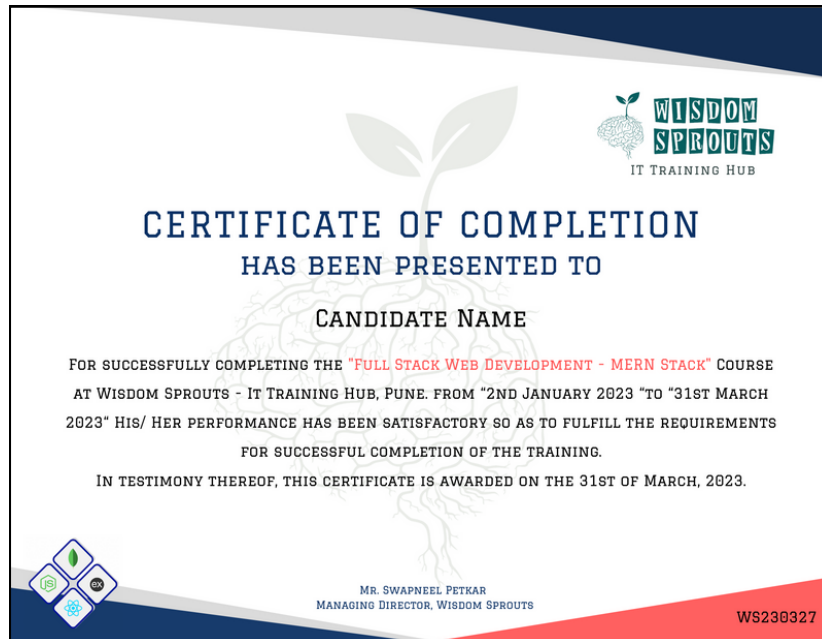 WISDOM
SPROUTS
IT TRAINING HUB
CERTIFICATE OF COMPLETION
HAS BEEN PRESENTED TO
CANDIDATE NAME
FOR SUCCESSFULLY COMPLETING THE "FULL STACK WEB DEVELOPMENT - MERN STACK" COURSE
AT WISDOM SPROUTS - IT TRAINING HUB, PUNE. FROM “2ND JANUARY 2023 “TO “31ST MARCH
2023“ HIS/ HER PERFORMANCE HAS BEEN SATISFACTORY SO AS TO FULFILL THE REQUIREMENTS
FOR SUCCESSFUL COMPLETION OF THE TRAINING.
IN TESTIMONY THEREOF, THIS CERTIFICATE IS AWARDED ON THE 31ST OF MARCH, 2023.
JS
ex
MR. SWAPNEEL PETKAR
MANAGING DIRECTOR, WISDOM SPROUTS
WS230327